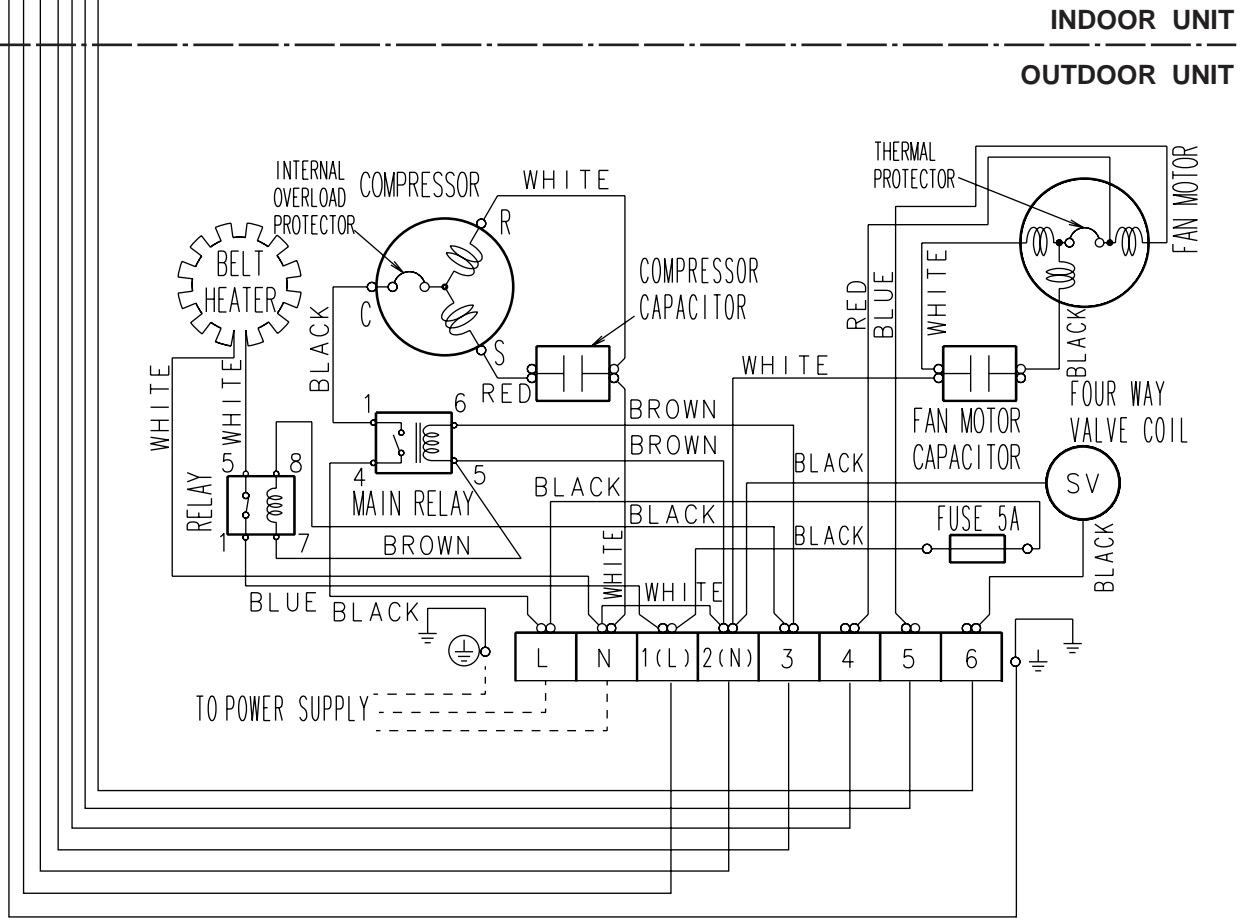 INDOOR UNIT
OUTDOOR UNIT
INTERNAL
OVERLOAD
PROTECTOR
COMPRESSOR
WHITE
R
THERMAL
PROTECTOR
FAN MOTOR
BELT
HEATER
C
S
BLACK
COMPRESSOR
CAPACITOR
RED
BLUE
WHITE
BLACK
WHITE
WHITE
RED
WHITE
1
6
4
5
MAIN RELAY
BROWN
BROWN
FAN MOTOR
CAPACITOR
FOUR WAY
VALVE COIL
SV
BLACK
RELAY
5
8
1
7
BROWN
BLACK
BLACK
BLACK
BLACK
FUSE 5A
WHITE
WHITE
BLUE
BLACK
L
N
1(L)
2(N)
3
4
5
6
TO POWER SUPPLY